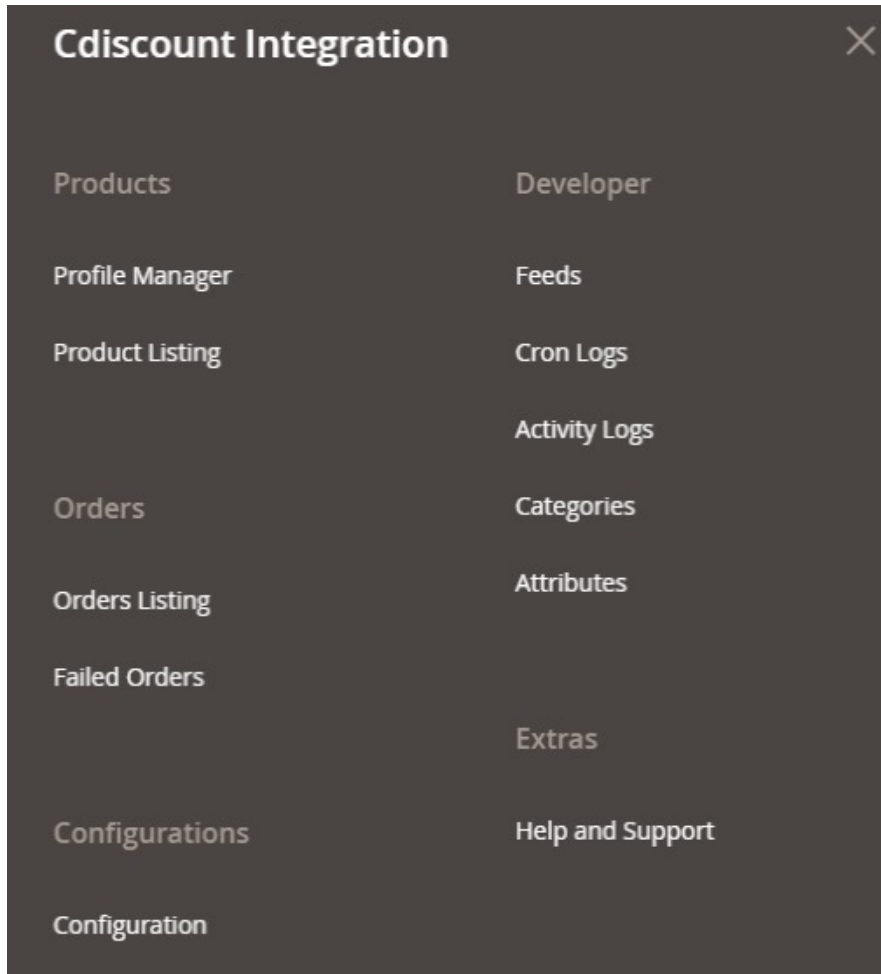 Cdiscount Integration
Products
Profile Manager
Product Listing
Orders
Orders Listing
Failed Orders
Configurations
Configuration
Developer
Feeds
Cron Logs
Activity Logs
Categories
Attributes
Extras
Help and Support